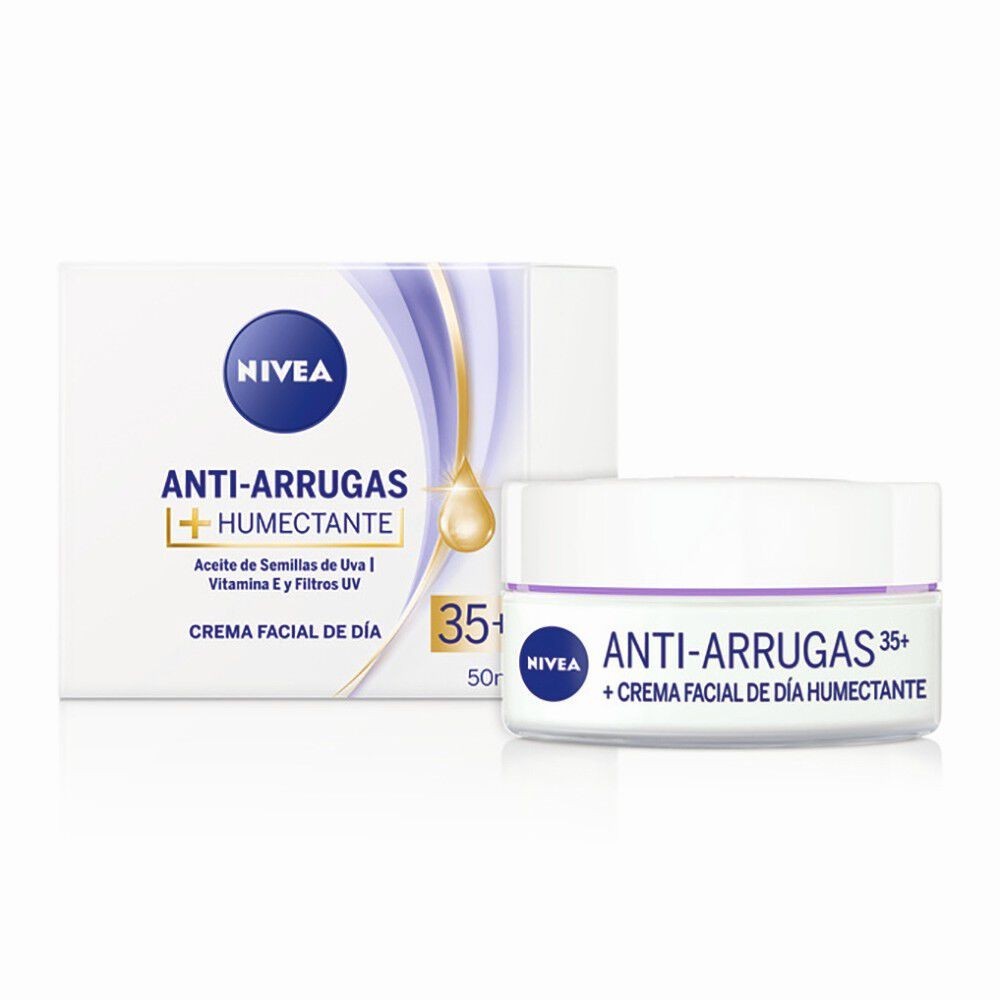 NIVEA
ANTI-ARRUGAS
+ HUMECTANTE
Aceite de Semillas de Uva |
Vitamina E y Filtros UV
CREMA FACIAL DE DÍA
35+
NIVEA
ANTI-ARRUGAS 35+
+ CREMA FACIAL DE DÍA HUMECTANTE